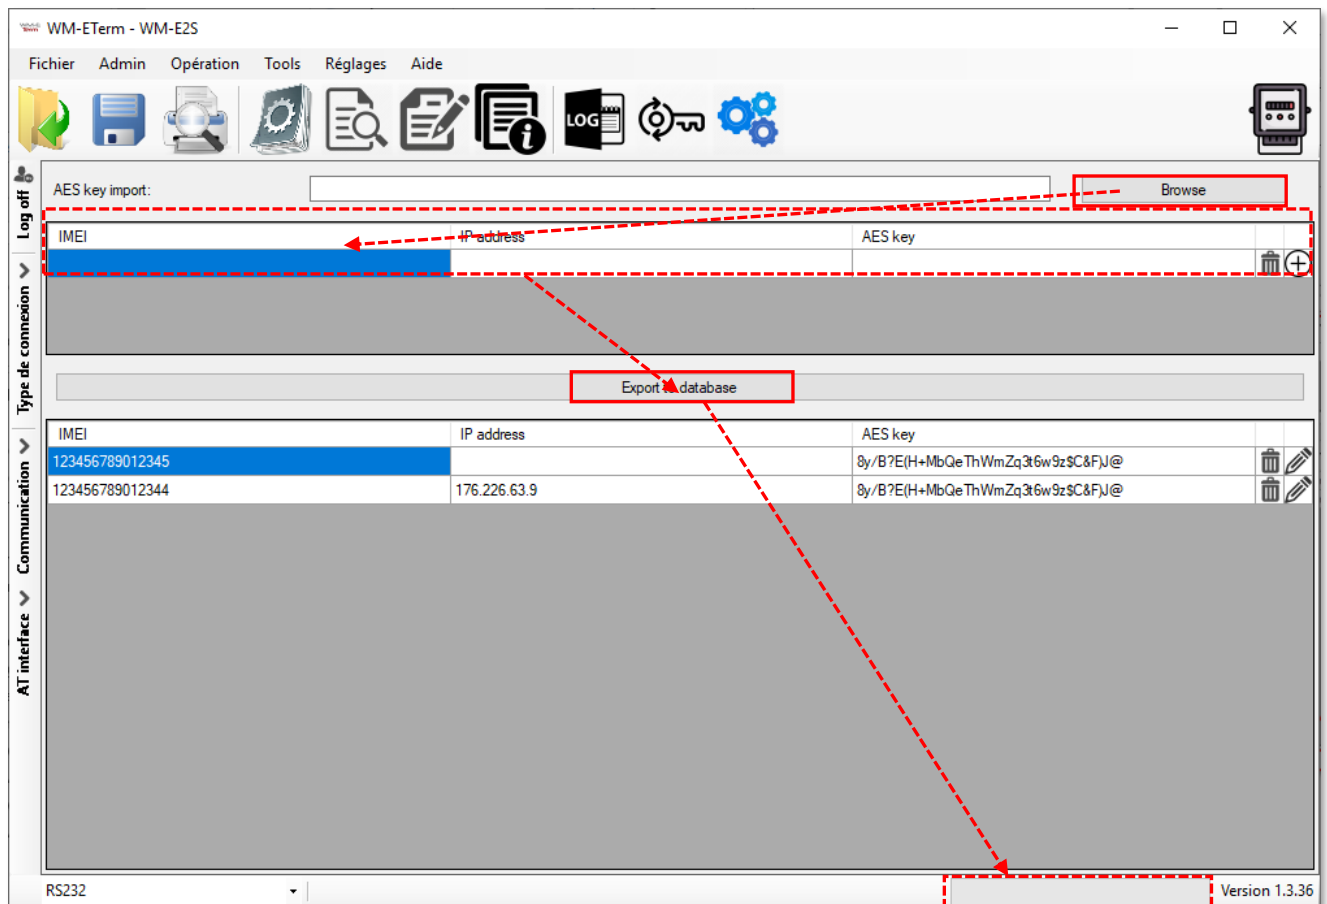 WM-ETerm - WM-E2S
Fichier Admin Opération Tools Réglages Aide
LOG
Log off
Type de connexion
Communication
AT interface
AES key import:
Browse
IMEI IP address AES key
Export to database
IMEI IP address AES key
123456789012345 8y/B?E(H+MbQeThWmZq3t6w9z$C&F)J@
123456789012344 176.226.63.9 8y/B?E(H+MbQeThWmZq3t6w9z$C&F)J@
RS232
Version 1.3.36